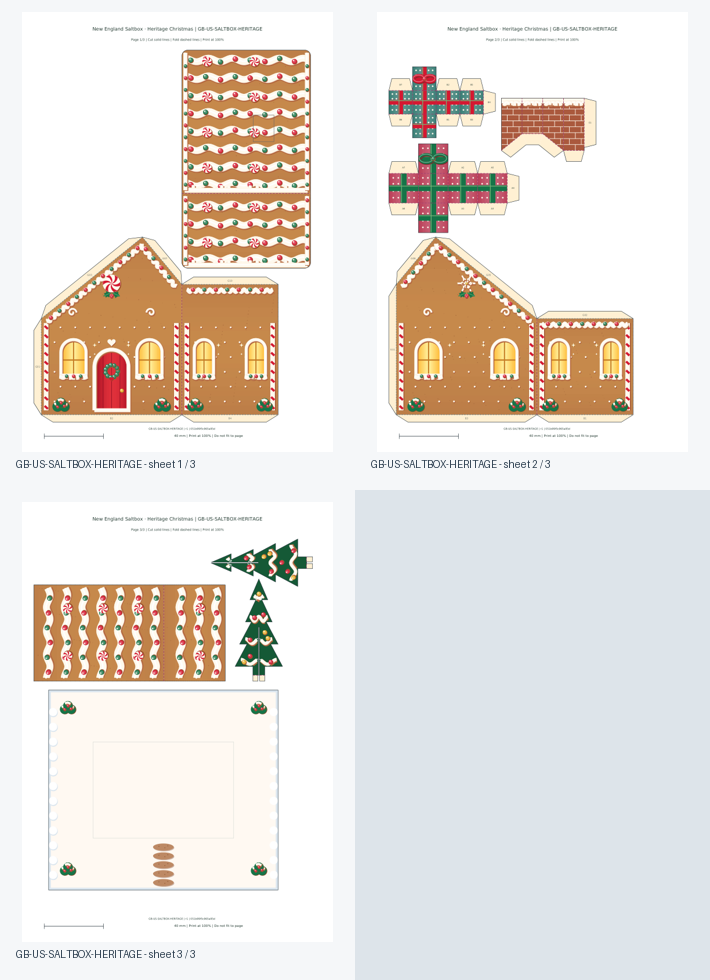 New England Saltbox · Heritage Christmas | GB-US-SALTBOX-HERITAGE
Page 1/3 | Cut solid lines | Fold dashed lines | Print at 100%
40 mm | Print at 100% | Do not fit to page
GB-US-SALTBOX-HERITAGE - sheet 1 / 3
New England Saltbox · Heritage Christmas | GB-US-SALTBOX-HERITAGE
Page 2/3 | Cut solid lines | Fold dashed lines | Print at 100%
40 mm | Print at 100% | Do not fit to page
GB-US-SALTBOX-HERITAGE - sheet 2 / 3
New England Saltbox · Heritage Christmas | GB-US-SALTBOX-HERITAGE
Page 3/3 | Cut solid lines | Fold dashed lines | Print at 100%
40 mm | Print at 100% | Do not fit to page
GB-US-SALTBOX-HERITAGE - sheet 3 / 3